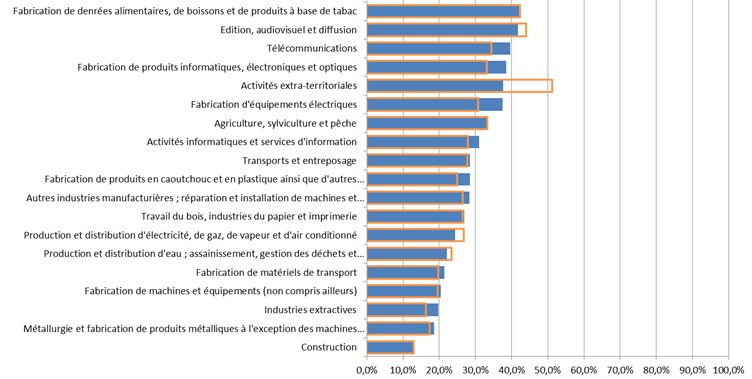 Fabrication de denrées alimentaires, de boissons et de produits à base de tabac
Edition, audiovisuel et diffusion
Télécommunications
Fabrication de produits informatiques, électroniques et optiques
Activités extra-territoriales
Fabrication d'équipements électriques
Agriculture, sylviculture et pêche
Activités informatiques et services d'information
Transports et entreposage
Fabrication de produits en caoutchouc et en plastique ainsi que d'autres...
Autres industries manufacturières ; réparation et installation de machines et...
Travail du bois, industries du papier et imprimerie
Production et distribution d'électricité, de gaz, de vapeur et d'air conditionné
Production et distribution d'eau ; assainissement, gestion des déchets et...
Fabrication de matériels de transport
Fabrication de machines et équipements (non compris ailleurs)
Industries extractives
Métallurgie et fabrication de produits métalliques à l'exception des machines...
Construction
0,0% 10,0% 20,0% 30,0% 40,0% 50,0% 60,0% 70,0% 80,0% 90,0% 100,0%